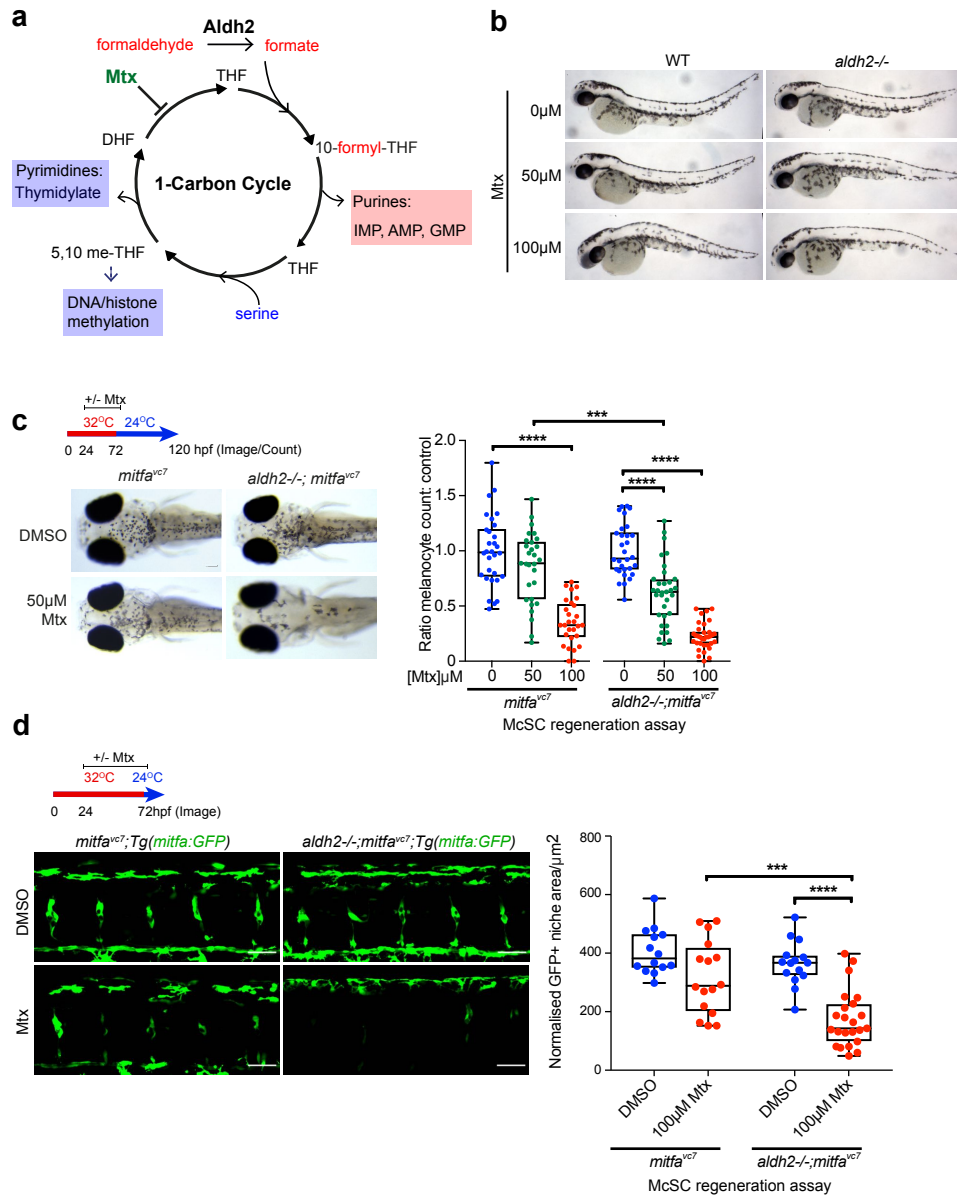 a
Aldh2
formaldehyde
formate
Mtx
THF
DHF
10-formyl-THF
Pyrimidines:
Thymidylate
1-Carbon Cycle
Purines:
IMP, AMP, GMP
5,10 me-THF
THF
DNA/histone
methylation
serine
b
WT
aldh2-/-
Mtx
0µM
50µM
100µM
c
+/- Mtx
32ºC
24ºC
0
24
72
120 hpf (Image/Count)
mitfavc7
aldh2-/-; mitfavc7
DMSO
50µM
Mtx
Ratio melanocyte count: control
2.0
1.5
1.0
0.5
0
***
****
****
****
[Mtx]µM
0
50
100
0
50
100
mitfavc7
aldh2-/-;mitfavc7
McSC regeneration assay
d
+/- Mtx
32ºC
24ºC
0
24
72hpf (Image)
mitfavc7;Tg(mitfa:GFP)
aldh2-/-;mitfavc7;Tg(mitfa:GFP)
DMSO
Mtx
Normalised GFP+ niche area/µm2
800
600
400
200
0
***
****
DMSO
100µM Mtx
DMSO
100µM Mtx
mitfavc7
aldh2-/-;mitfavc7
McSC regeneration assay